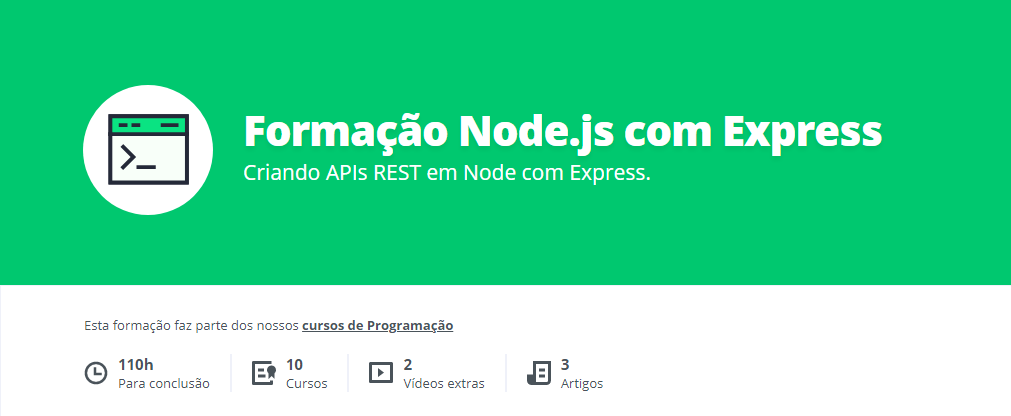 Formação Node.js com Express
Criando APIs REST em Node com Express.
Esta formação faz parte dos nossos cursos de Programação
110h
Para conclusão
10
Cursos
2
Vídeos extras
3
Artigos